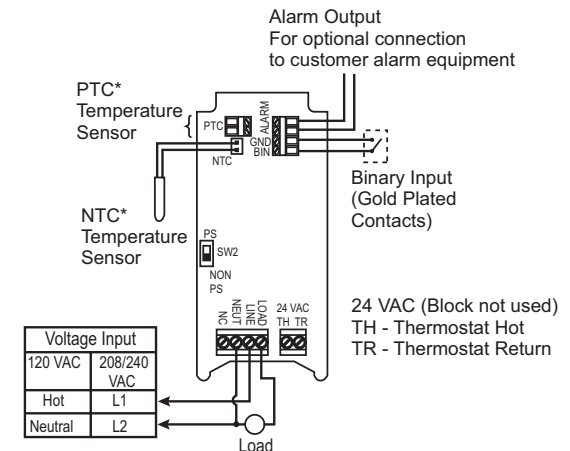 Alarm Output
For optional connection
to customer alarm equipment
PTC*
Temperature
Sensor
PTC
ALARM
GND
BIN
NTC
Binary Input
(Gold Plated
Contacts)
NTC*
Temperature
Sensor
PS
SW2
NON
PS
NC
NEUT
LINE
LOAD
24 VAC
TH TR
24 VAC (Block not used)
TH - Thermostat Hot
TR - Thermostat Return
Voltage Input
120 VAC 208/240
VAC
Hot L1
Neutral L2
Load